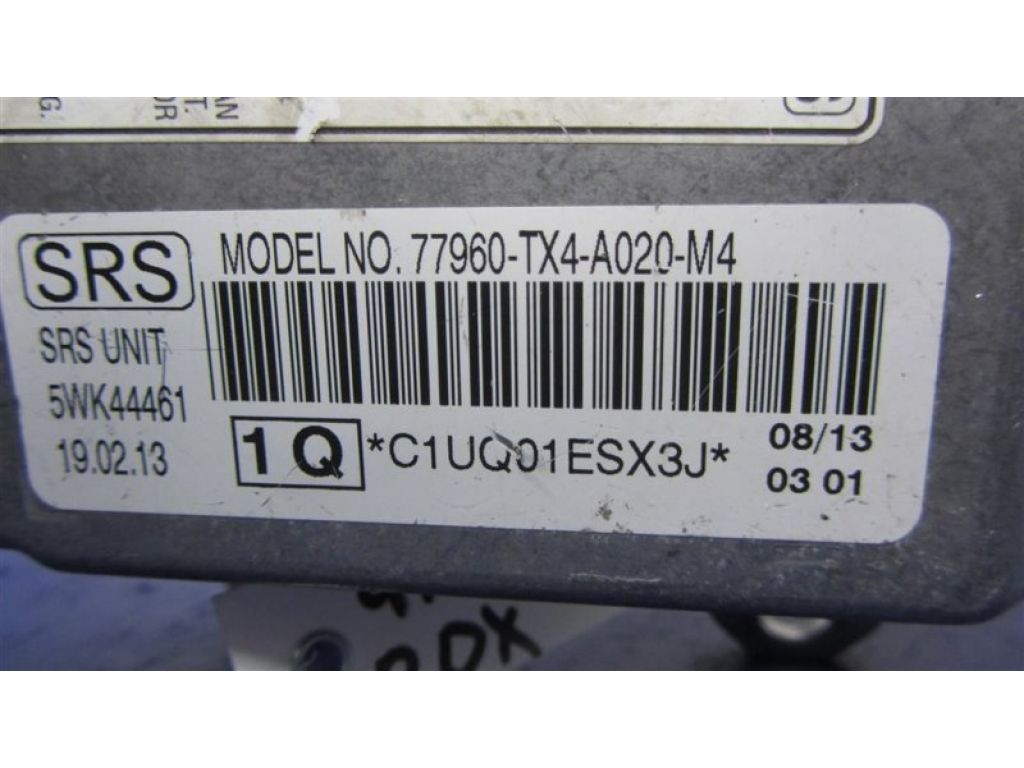 SRS MODEL NO. 77960-TX4-A020-M4
SRS UNIT
5WK44461
19.02.13
1Q *C1UQ01ESX3J* 08/13
03 01